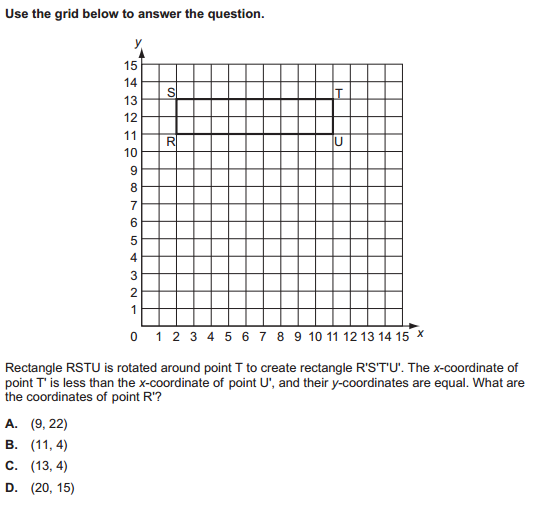 Use the grid below to answer the question.
y
15
14
S
T
13
12
11
R
U
10
9
8
7
6
5
4
3
2
1
0 1 2 3 4 5 6 7 8 9 10 11 12 13 14 15 x
Rectangle RSTU is rotated around point T to create rectangle R'S'T'U'. The x-coordinate of
point T' is less than the x-coordinate of point U', and their y-coordinates are equal. What are
the coordinates of point R'?
A. (9, 22)
B. (11, 4)
C. (13, 4)
D. (20, 15)